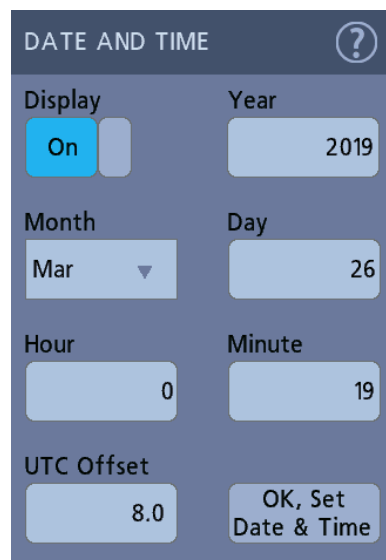 DATE AND TIME ?
Display Year
On 2019
Month Day
Mar 26
Hour Minute
0 19
UTC Offset
8.0 OK, Set
Date & Time